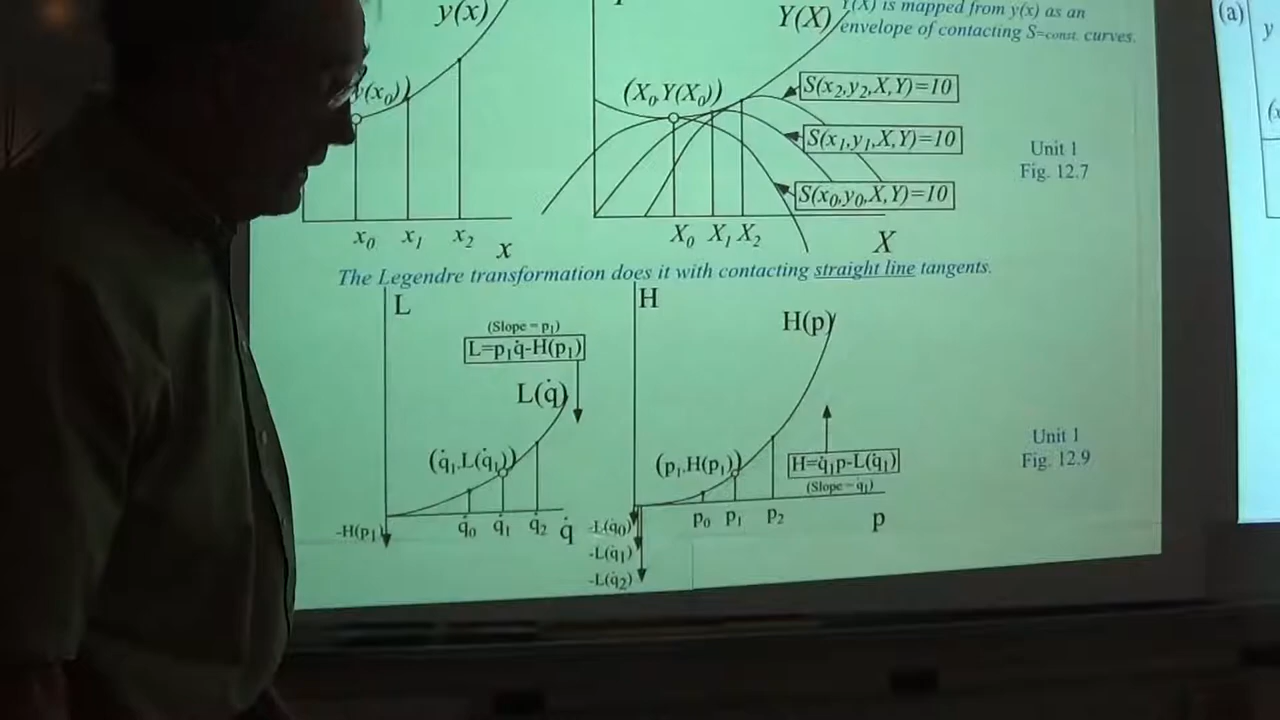 y(x)
Y(X)
Y(X) is mapped from y(x) as an
envelope of contacting S=const. curves.
(a)
y
(x₀))
(X₀,Y(X₀))
S(x₂,y₂,X,Y)=10
S(x₁,y₁,X,Y)=10
S(x₀,y₀,X,Y)=10
Unit 1
Fig. 12.7
x₀ x₁ x₂ x
X₀ X₁ X₂ X
The Legendre transformation does it with contacting straight line tangents.
L
H
(Slope = p₁)
L=p₁q̇-H(p₁)
H(p)
L(q̇)
(q̇₁,L(q̇₁))
(p₁,H(p₁))
H=q̇₁p-L(q̇₁)
(Slope = q̇₁)
Unit 1
Fig. 12.9
-H(p₁)
q̇₀ q̇₁ q̇₂ q̇
-L(q̇₀)
-L(q̇₁)
-L(q̇₂)
p₀ p₁ p₂ p